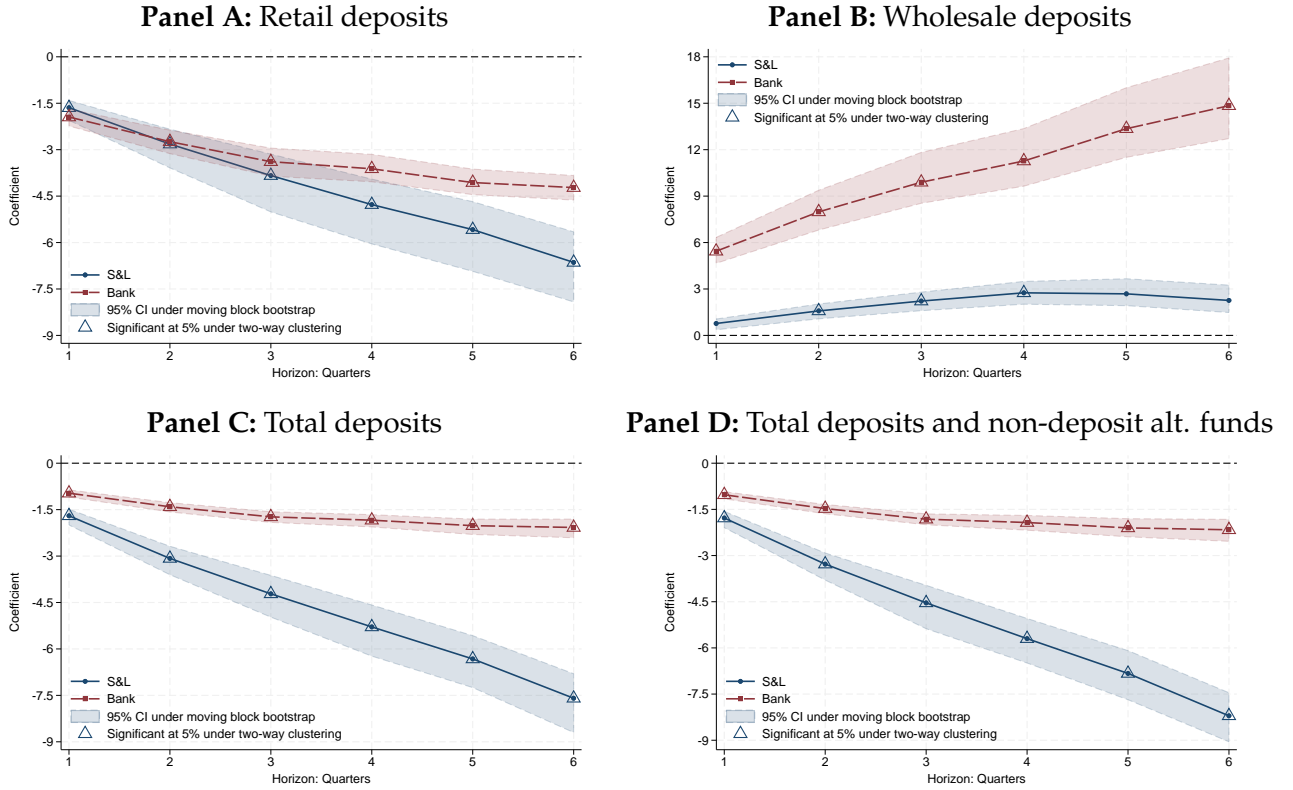 Panel A: Retail deposits
0
-1.5
-3
-4.5
-6
-7.5
-9
Coefficient
S&L
Bank
95% CI under moving block bootstrap
Significant at 5% under two-way clustering
1 2 3 4 5 6
Horizon: Quarters
Panel B: Wholesale deposits
18
15
12
9
6
3
0
Coefficient
S&L
Bank
95% CI under moving block bootstrap
Significant at 5% under two-way clustering
1 2 3 4 5 6
Horizon: Quarters
Panel C: Total deposits
0
-1.5
-3
-4.5
-6
-7.5
-9
Coefficient
S&L
Bank
95% CI under moving block bootstrap
Significant at 5% under two-way clustering
1 2 3 4 5 6
Horizon: Quarters
Panel D: Total deposits and non-deposit alt. funds
0
-1.5
-3
-4.5
-6
-7.5
-9
Coefficient
S&L
Bank
95% CI under moving block bootstrap
Significant at 5% under two-way clustering
1 2 3 4 5 6
Horizon: Quarters